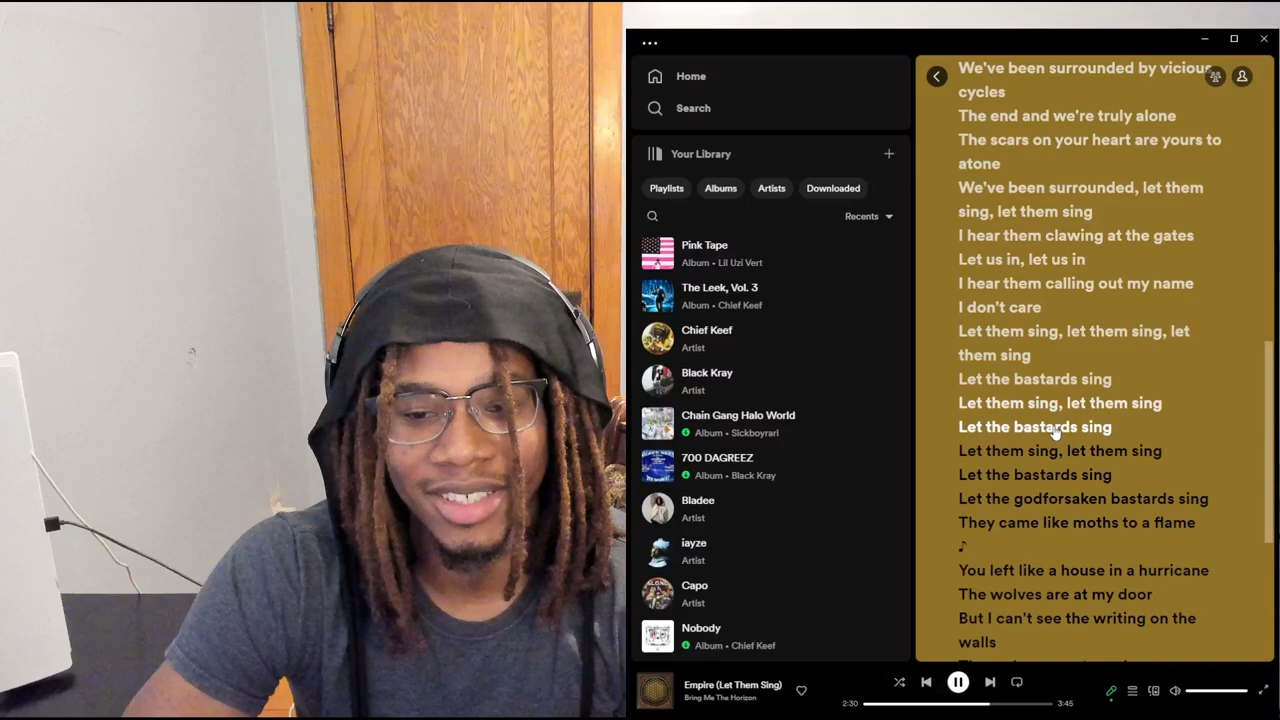 Home
Search
Your Library
Playlists
Albums
Artists
Downloaded
Recents
Pink Tape
Album • Lil Uzi Vert
The Leek, Vol. 3
Album • Chief Keef
Chief Keef
Artist
Black Kray
Artist
Chain Gang Halo World
Album • Sickboyrari
700 DAGREEZ
Album • Black Kray
Bladee
Artist
iayze
Artist
Capo
Artist
Nobody
Album • Chief Keef
We've been surrounded by vicious
cycles
The end and we're truly alone
The scars on your heart are yours to
atone
We've been surrounded, let them
sing, let them sing
I hear them clawing at the gates
Let us in, let us in
I hear them calling out my name
I don't care
Let them sing, let them sing, let
them sing
Let the bastards sing
Let them sing, let them sing
Let the bastards sing
Let them sing, let them sing
Let the bastards sing
Let the godforsaken bastards sing
They came like moths to a flame
♪
You left like a house in a hurricane
The wolves are at my door
But I can't see the writing on the
walls
Empire (Let Them Sing)
Bring Me The Horizon
2:30
3:45